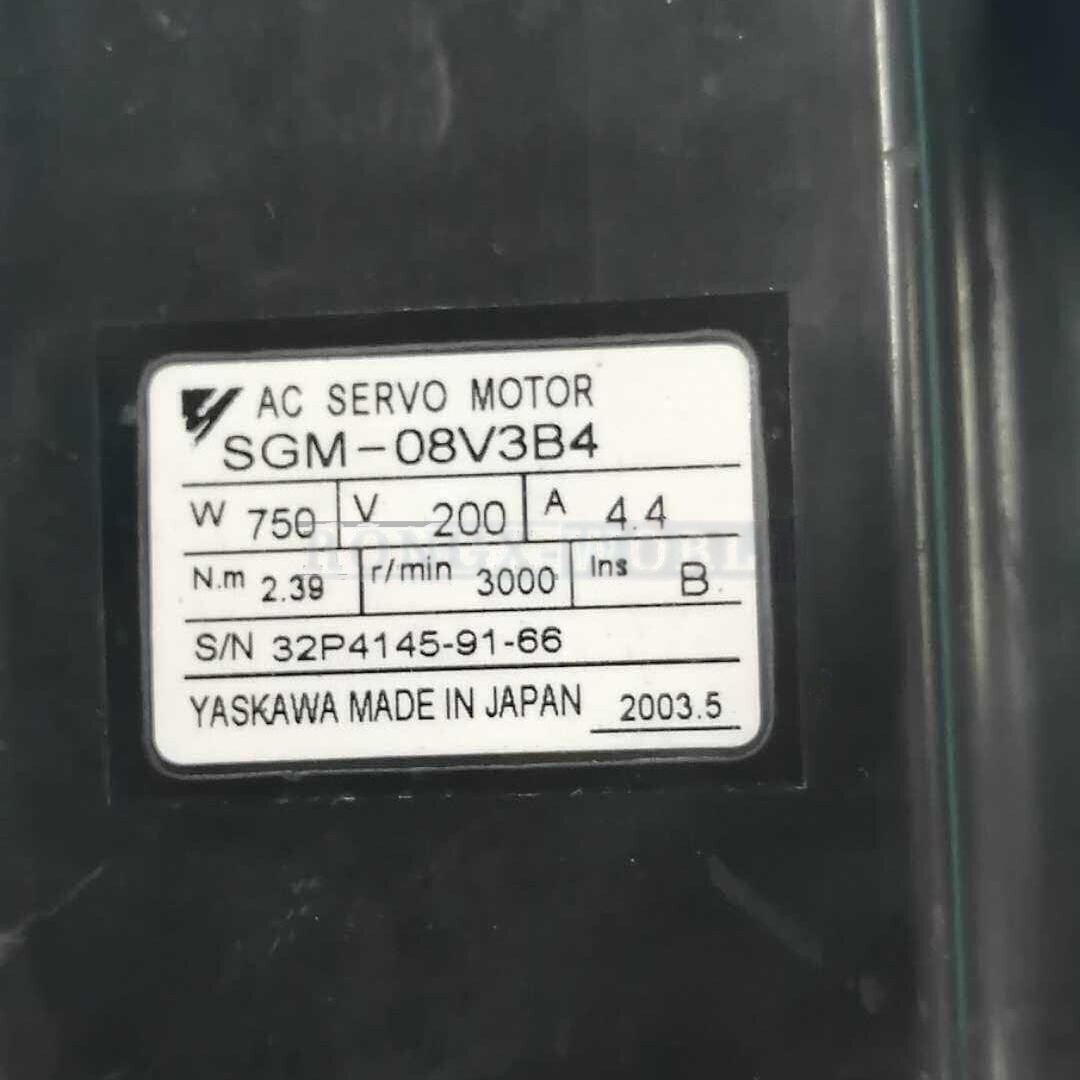 AC SERVO MOTOR
SGM-08V3B4
W 750 V 200 A 4.4
N.m 2.39 r/min 3000 Ins B
S/N 32P4145-91-66
YASKAWA MADE IN JAPAN 2003.5